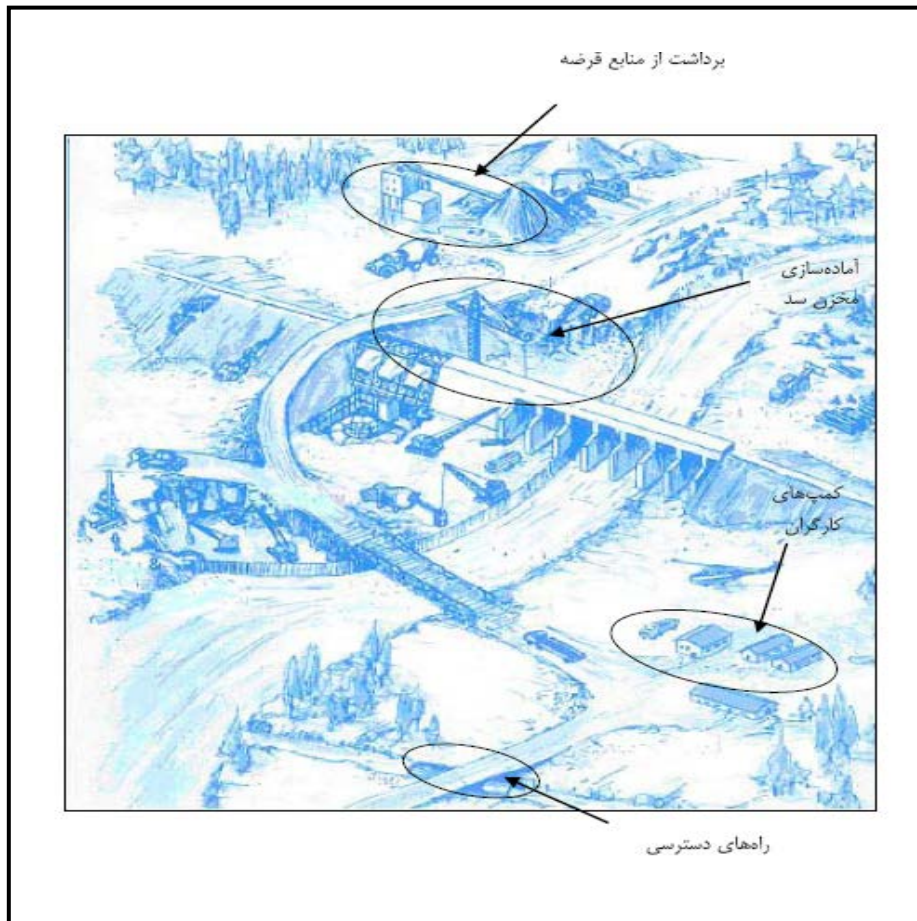 برداشت از منابع قرضه
آماده‌سازی
مخزن سد
کمپ‌های
کارگران
راه‌های دسترسی